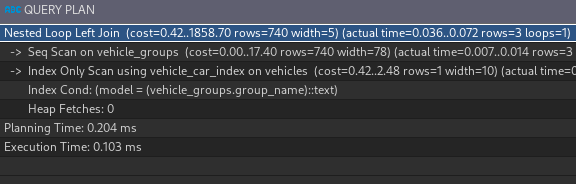 ABC QUERY PLAN
Nested Loop Left Join (cost=0.42..1858.70 rows=740 width=5) (actual time=0.036..0.072 rows=3 loops=1)
-> Seq Scan on vehicle_groups (cost=0.00..17.40 rows=740 width=78) (actual time=0.007..0.014 rows=3
-> Index Only Scan using vehicle_car_index on vehicles (cost=0.42..2.48 rows=1 width=10) (actual time=0
Index Cond: (model = (vehicle_groups.group_name)::text)
Heap Fetches: 0
Planning Time: 0.204 ms
Execution Time: 0.103 ms